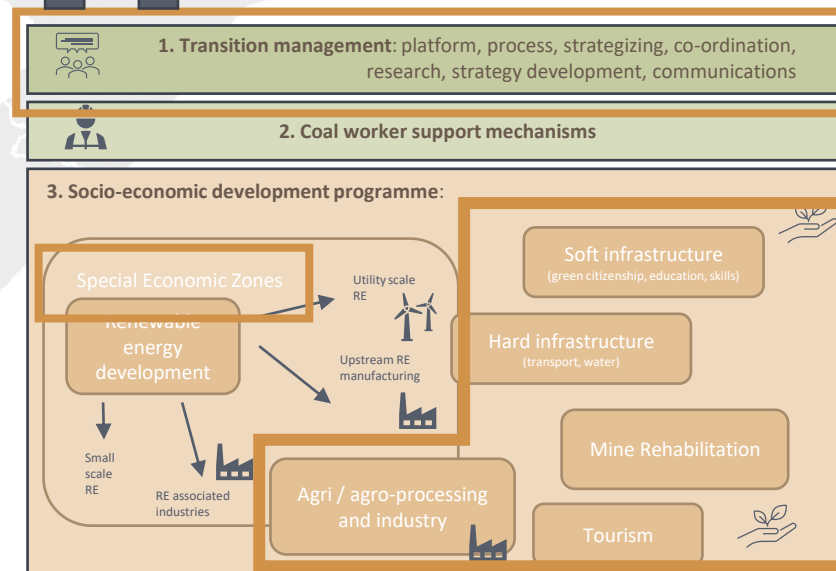 1. Transition management: platform, process, strategizing, co-ordination,
research, strategy development, communications
2. Coal worker support mechanisms
3. Socio-economic development programme:
Special Economic Zones
Renewable
energy
development
Utility scale
RE
Upstream RE
manufacturing
Small
scale
RE
RE associated
industries
Soft infrastructure
(green citizenship, education, skills)
Hard infrastructure
(transport, water)
Mine Rehabilitation
Agri / agro-processing
and industry
Tourism